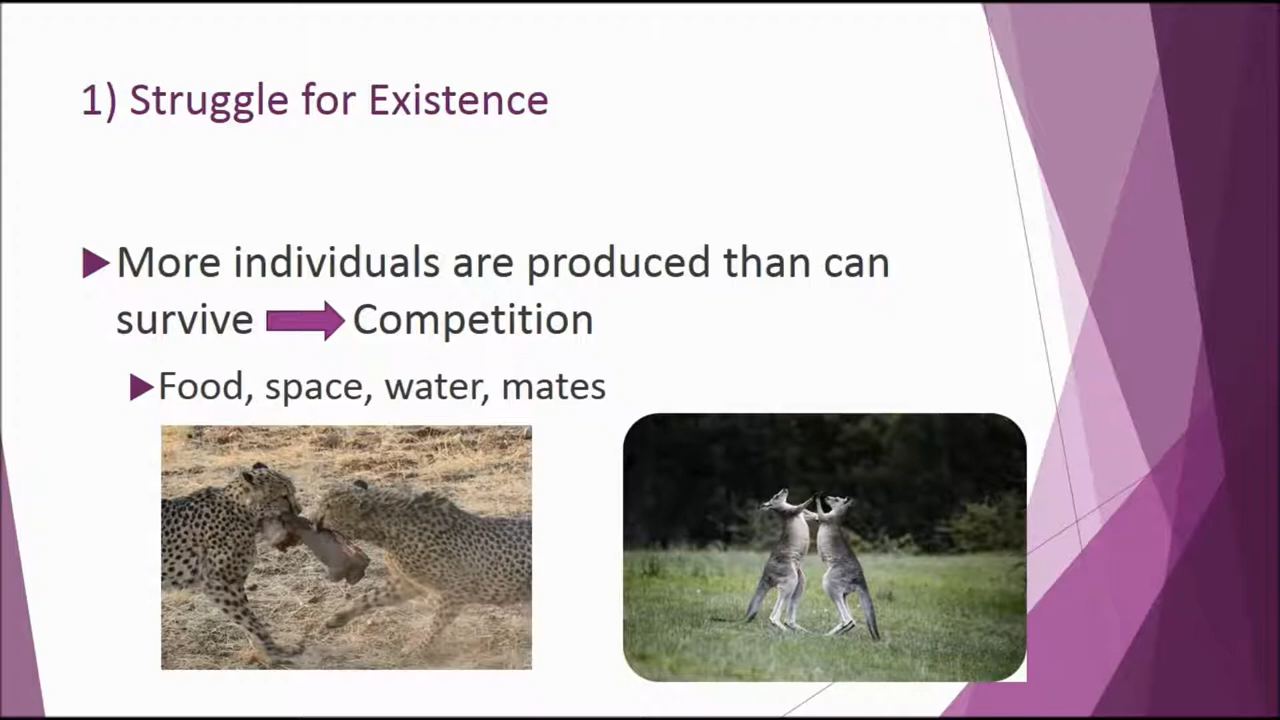 1) Struggle for Existence
More individuals are produced than can
survive Competition
Food, space, water, mates